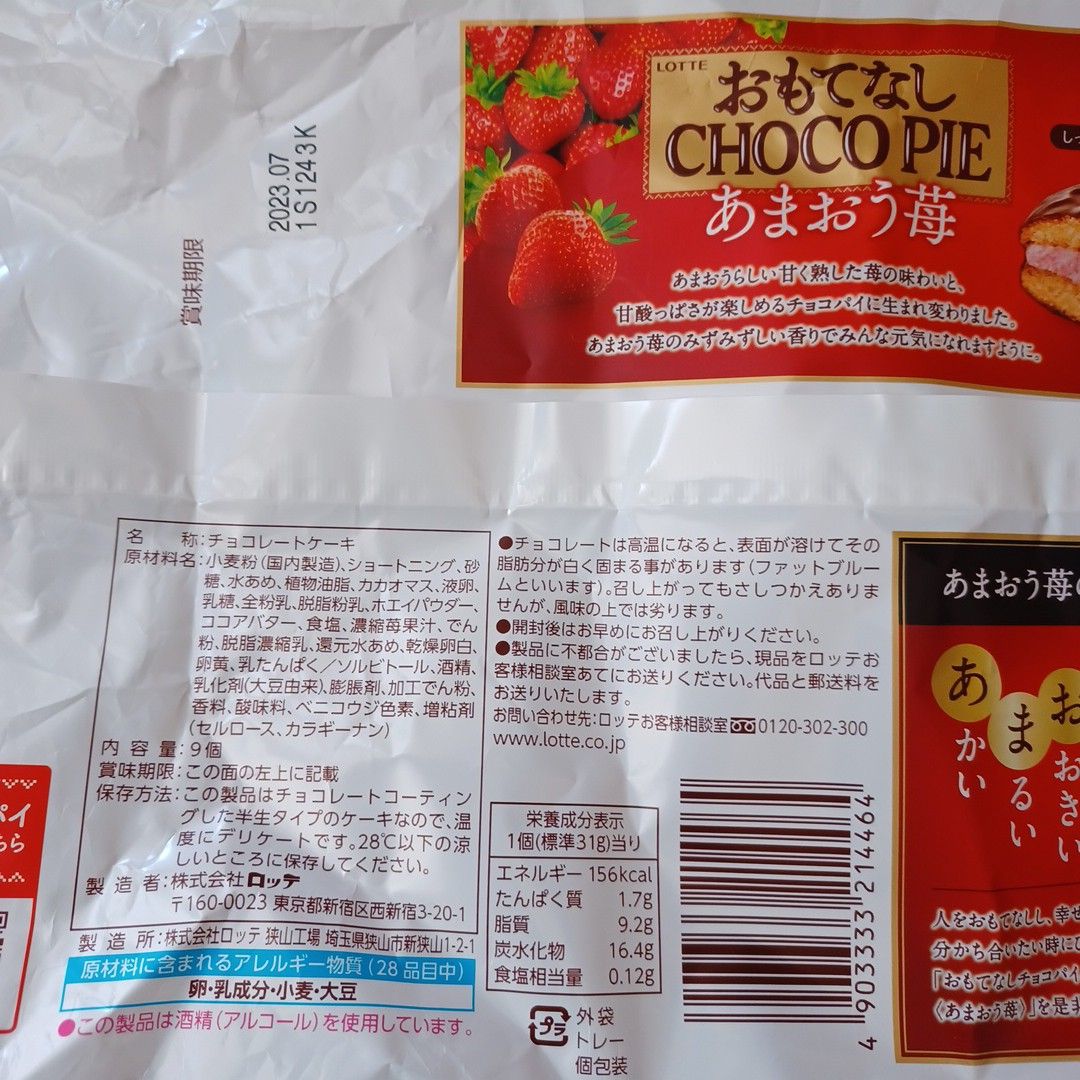 LOTTE
おもてなし
CHOCO PIE
あまおう苺
あまおうらしい甘く熟した苺の味わいと、
甘酸っぱさが楽しめるチョコパイに生まれ変わりました。
あまおう苺のみずみずしい香りでみんな元気になれますように。
賞味期限
2023.07
1S1243K
名 称:チョコレートケーキ
原材料名:小麦粉(国内製造)、ショートニング、砂
糖、水あめ、植物油脂、カカオマス、液卵、
乳糖、全粉乳、脱脂粉乳、ホエイパウダー、
ココアバター、食塩、濃縮苺果汁、でん
粉、脱脂濃縮乳、還元水あめ、乾燥卵白、
卵黄、乳たんぱく/ソルビトール、酒精、
乳化剤(大豆由来)、膨脹剤、加工でん粉、
香料、酸味料、ベニコウジ色素、増粘剤
(セルロース、カラギーナン)
内 容 量:9個
賞味期限:この面の左上に記載
保存方法:この製品はチョコレートコーティン
グした半生タイプのケーキなので、温
度にデリケートです。28℃以下の涼
しいところに保存してください。
製 造 者:株式会社ロッテ
〒160-0023 東京都新宿区西新宿3-20-1
製 造 所:株式会社ロッテ 狭山工場 埼玉県狭山市新狭山1-2-1
原材料に含まれるアレルギー物質(28品目中)
卵・乳成分・小麦・大豆
●この製品は酒精(アルコール)を使用しています。
●チョコレートは高温になると、表面が溶けてその
脂肪分が白く固まる事があります(ファットブルー
ムといいます)。召し上がってもさしつかえありま
せんが、風味の上では劣ります。
●開封後はお早めにお召し上がりください。
●製品に不都合がございましたら、現品をロッテお
客様相談室あてにお送りください。代品と郵送料を
お送りいたします。
お問い合わせ先:ロッテお客様相談室 0120-302-300
www.lotte.co.jp
栄養成分表示
1個(標準31g)当り
エネルギー 156kcal
たんぱく質 1.7g
脂質 9.2g
炭水化物 16.4g
食塩相当量 0.12g
プラ
外袋
トレー
個包装
4 903333 214464
あまおう苺の
あかい
まるい
おおきい
人をおもてなしし、幸せ
分かち合いたい時に
「おもてなしチョコパイ
〈あまおう苺〉」を是
パイ
ちら